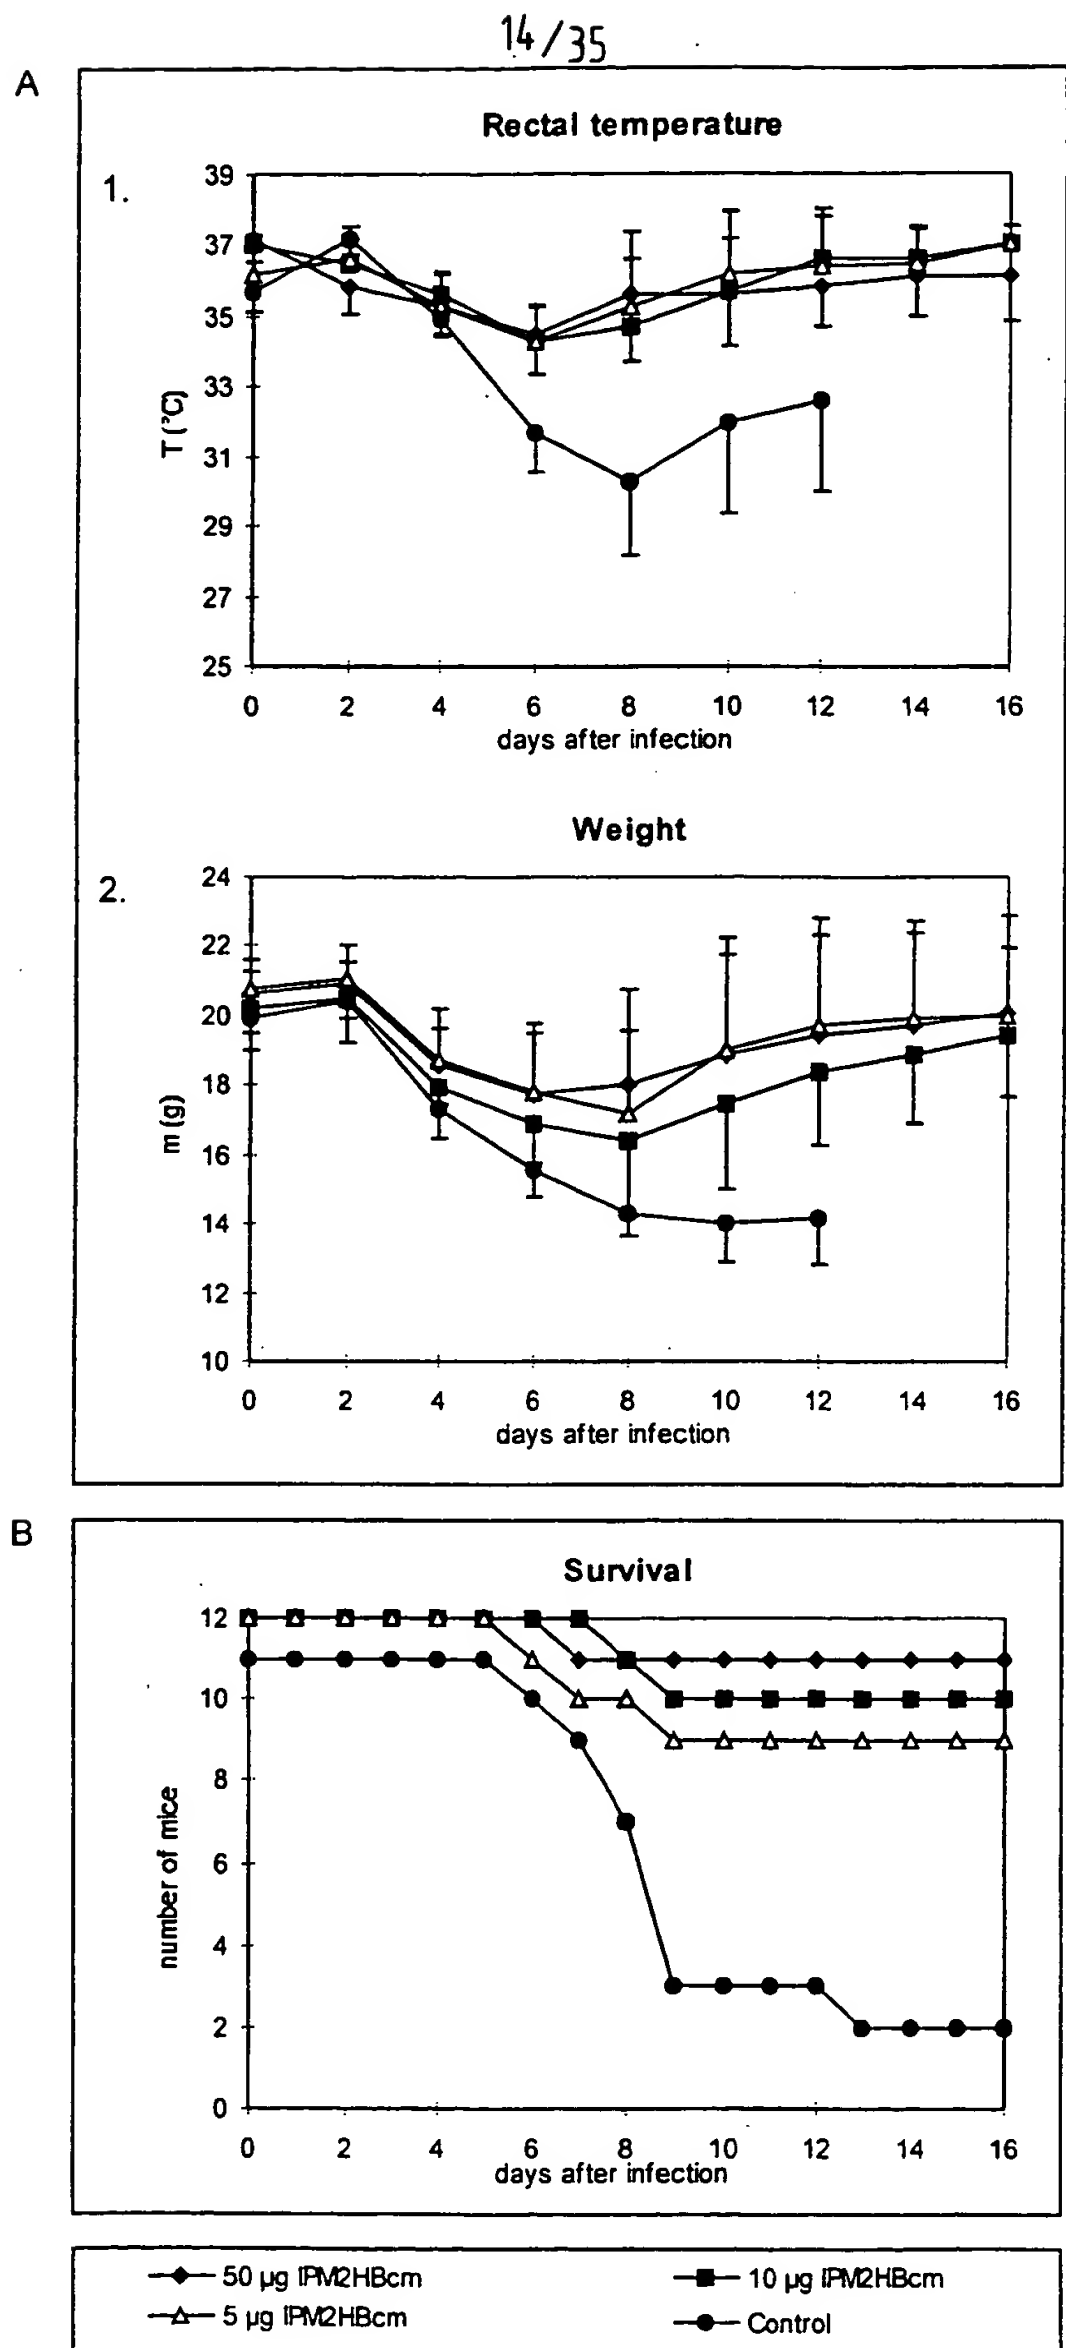 14/35
A
Rectal temperature
1.
39
37
35
33
31
29
27
25
T (°C)
0 2 4 6 8 10 12 14 16
days after infection
Weight
2.
24
22
20
18
16
14
12
10
m (g)
0 2 4 6 8 10 12 14 16
days after infection
B
Survival
12
10
8
6
4
2
0
number of mice
0 2 4 6 8 10 12 14 16
days after infection
50 µg IPM2HBcm 10 µg IPM2HBcm
5 µg IPM2HBcm Control